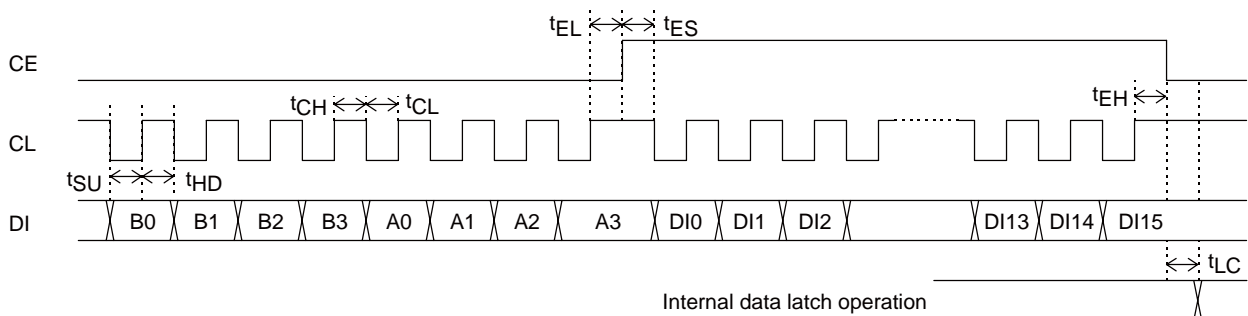 tEL tES
CE
tCH tCL tEH
CL
tSU tHD
DI B0 B1 B2 B3 A0 A1 A2 A3 DI0 DI1 DI2 DI13 DI14 DI15
tLC
Internal data latch operation